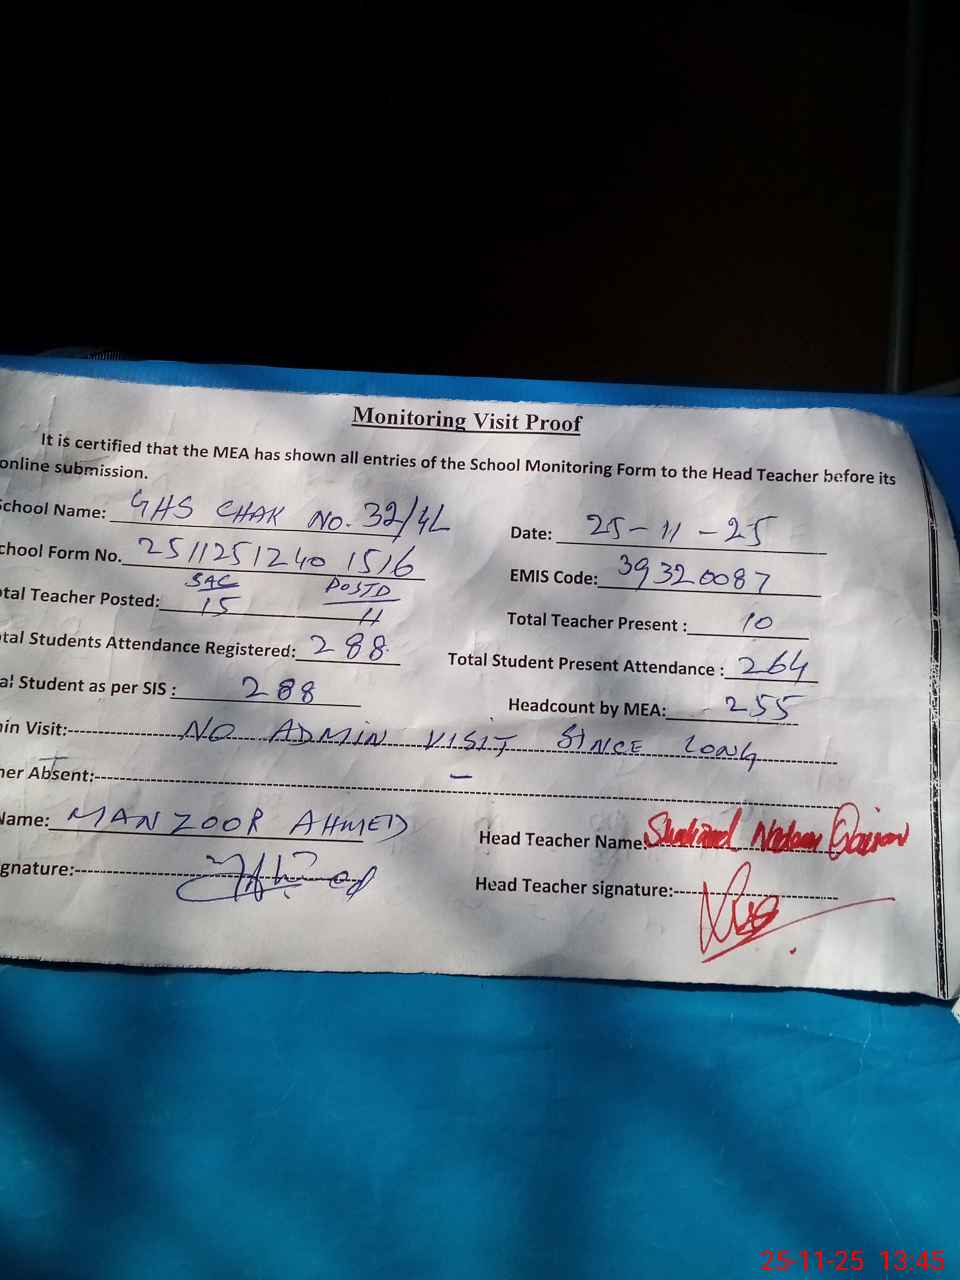 Monitoring Visit Proof
It is certified that the MEA has shown all entries of the School Monitoring Form to the Head Teacher before its
online submission.
School Name: GHS CHAK NO. 32/4L Date: 25-11-25
chool Form No. 2511251240 1516 EMIS Code: 39320087
SAC POSTD
otal Teacher Posted: 15 11 Total Teacher Present : 10
otal Students Attendance Registered: 288 Total Student Present Attendance : 264
al Student as per SIS : 288 Headcount by MEA: 255
in Visit: NO ADMIN VISIT SINCE LONG
her Absent: —
Name: MANZOOR AHMED Head Teacher Name:
gnature: Head Teacher signature:
25-11-25 13:45